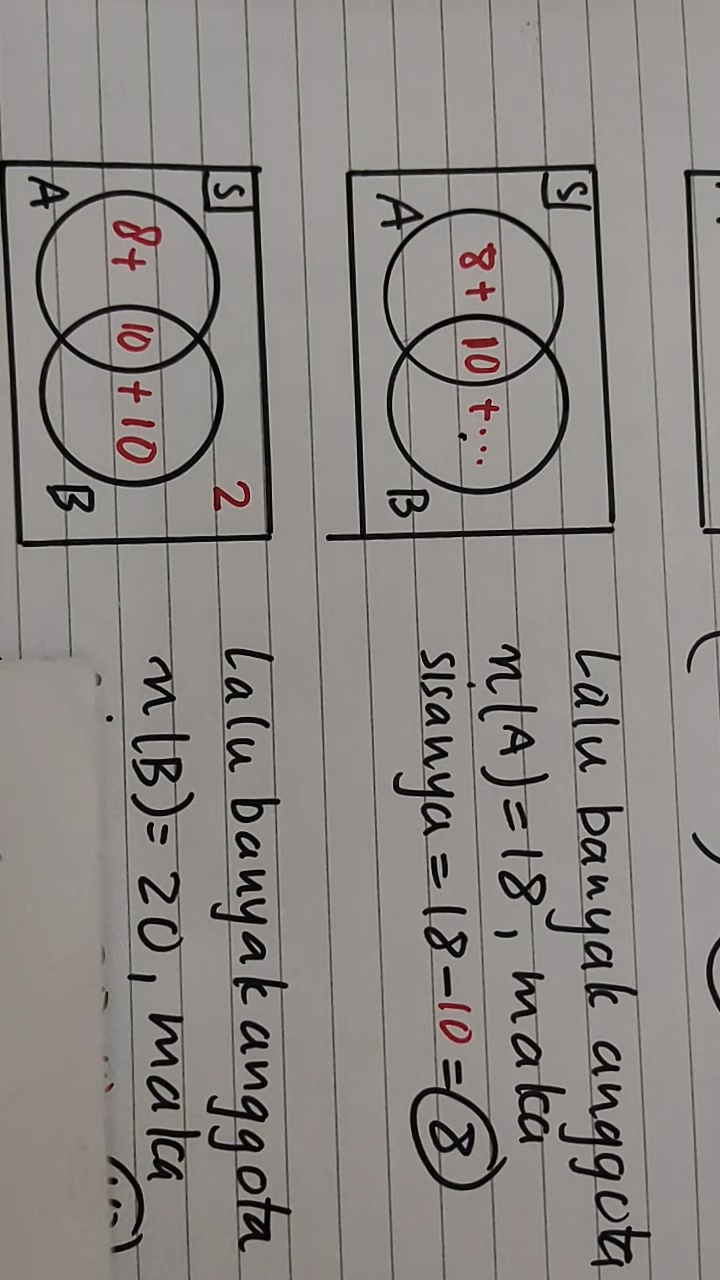 S
A
8 + 10 + ...
B
Lalu banyak anggota
n(A) = 18, maka
sisanya = 18 - 10 = 8
S
2
A
8 + 10 + 10
B
Lalu banyak anggota
n(B) = 20, maka